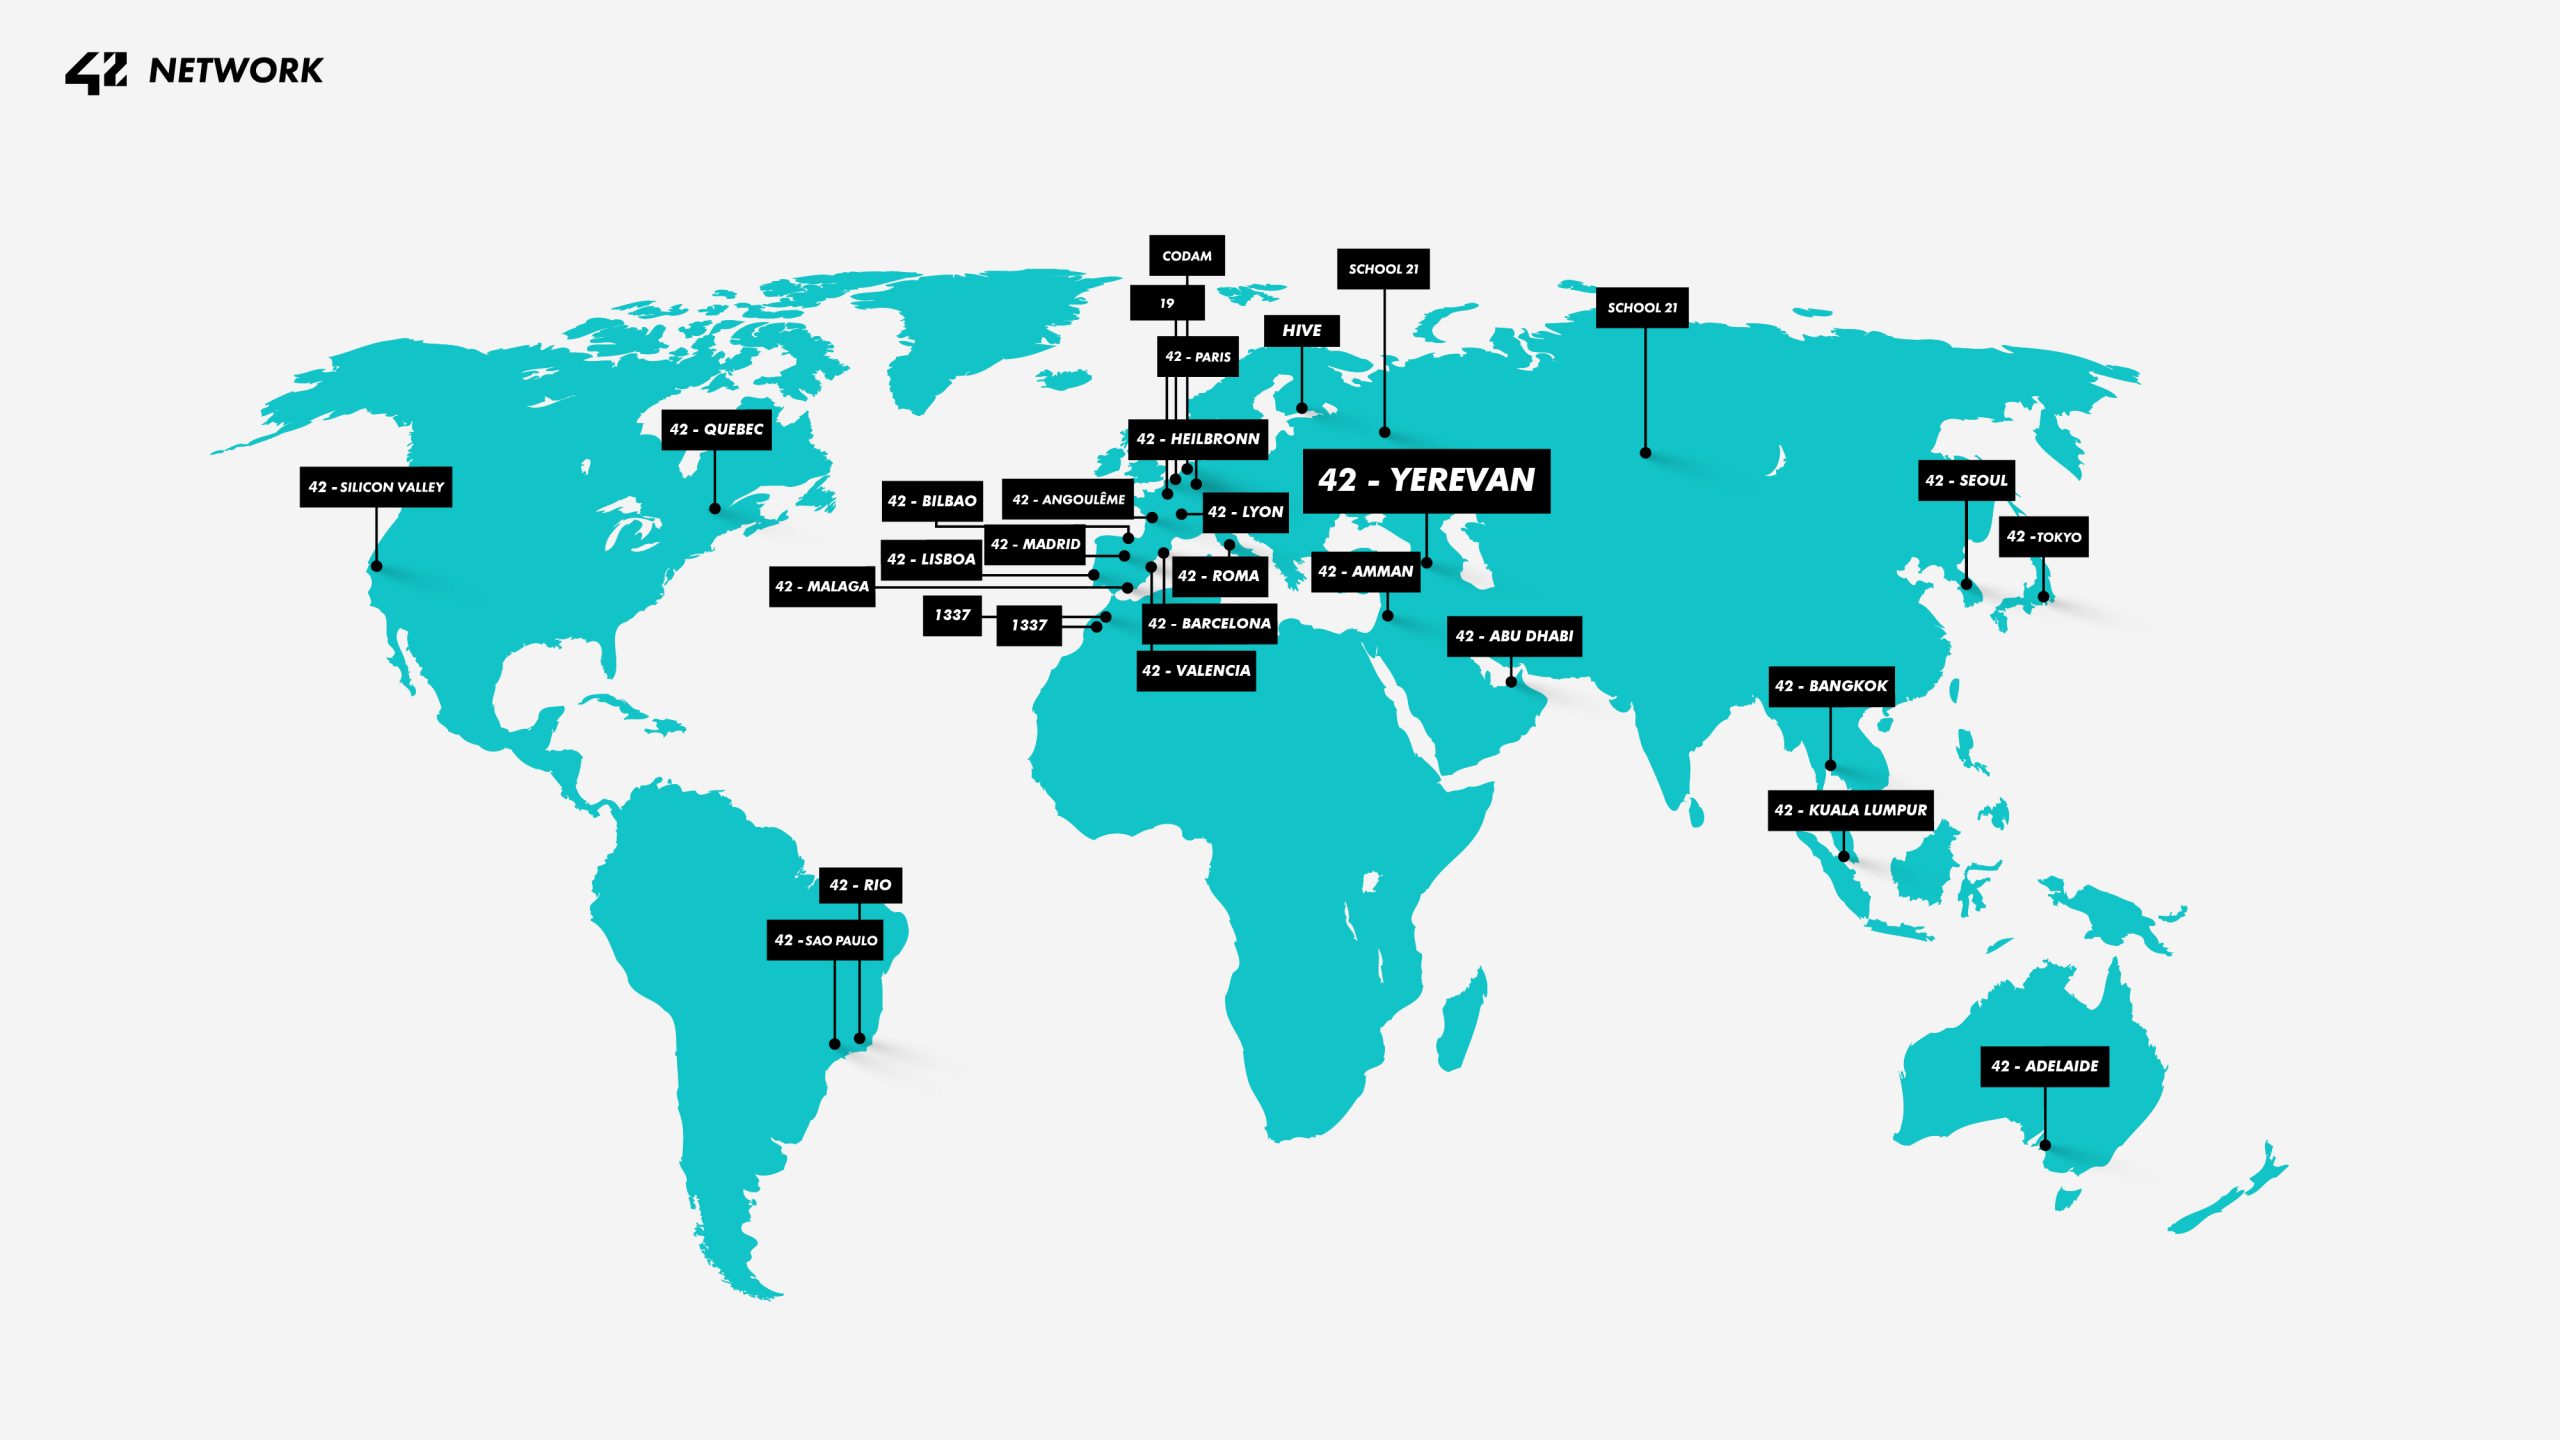 42 NETWORK
CODAM
SCHOOL 21
19
SCHOOL 21
HIVE
42 - PARIS
42 - QUEBEC
42 - HEILBRONN
42 - YEREVAN
42 - SILICON VALLEY
42 - SEOUL
42 - BILBAO
42 - ANGOULÊME
42 - LYON
42 - TOKYO
42 - MADRID
42 - LISBOA
42 - AMMAN
42 - ROMA
42 - MALAGA
1337
1337
42 - BARCELONA
42 - ABU DHABI
42 - VALENCIA
42 - BANGKOK
42 - KUALA LUMPUR
42 - RIO
42 - SAO PAULO
42 - ADELAIDE